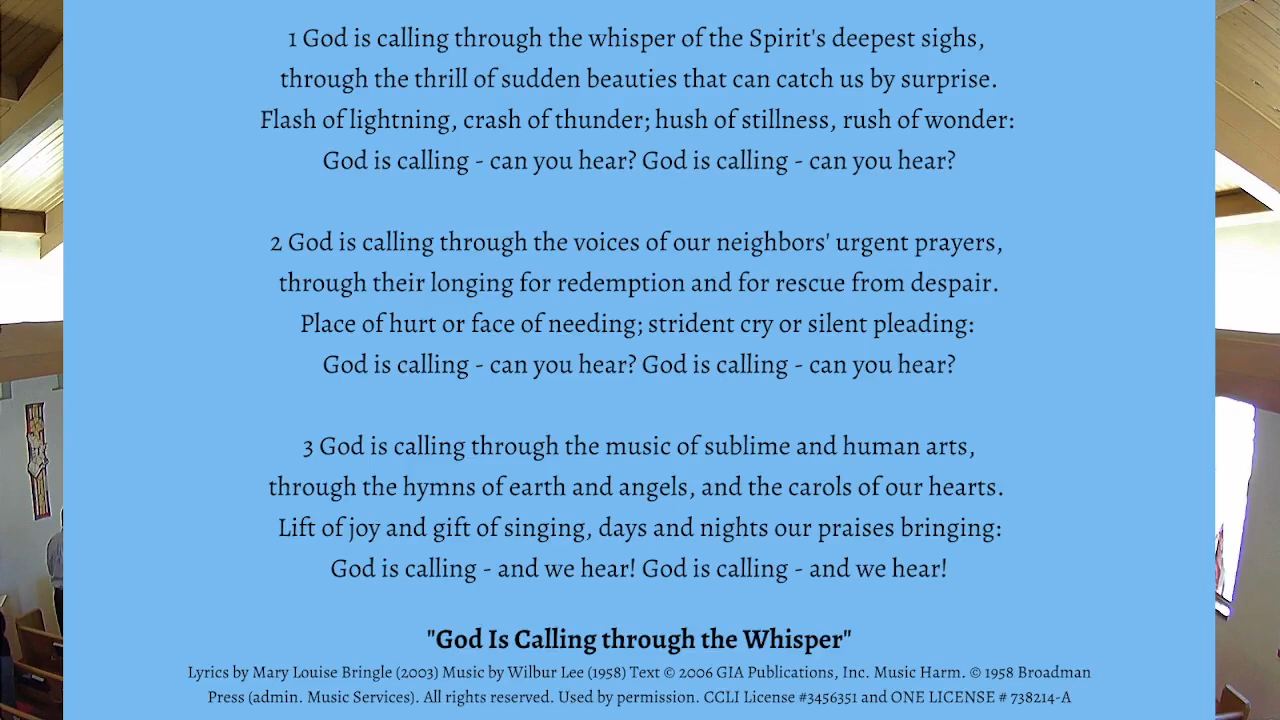 1 God is calling through the whisper of the Spirit's deepest sighs,
through the thrill of sudden beauties that can catch us by surprise.
Flash of lightning, crash of thunder; hush of stillness, rush of wonder:
God is calling - can you hear? God is calling - can you hear?
2 God is calling through the voices of our neighbors' urgent prayers,
through their longing for redemption and for rescue from despair.
Place of hurt or face of needing; strident cry or silent pleading:
God is calling - can you hear? God is calling - can you hear?
3 God is calling through the music of sublime and human arts,
through the hymns of earth and angels, and the carols of our hearts.
Lift of joy and gift of singing, days and nights our praises bringing:
God is calling - and we hear! God is calling - and we hear!
"God Is Calling through the Whisper"
Lyrics by Mary Louise Bringle (2003) Music by Wilbur Lee (1958) Text © 2006 GIA Publications, Inc. Music Harm. © 1958 Broadman
Press (admin. Music Services). All rights reserved. Used by permission. CCLI License #3456351 and ONE LICENSE # 738214-A